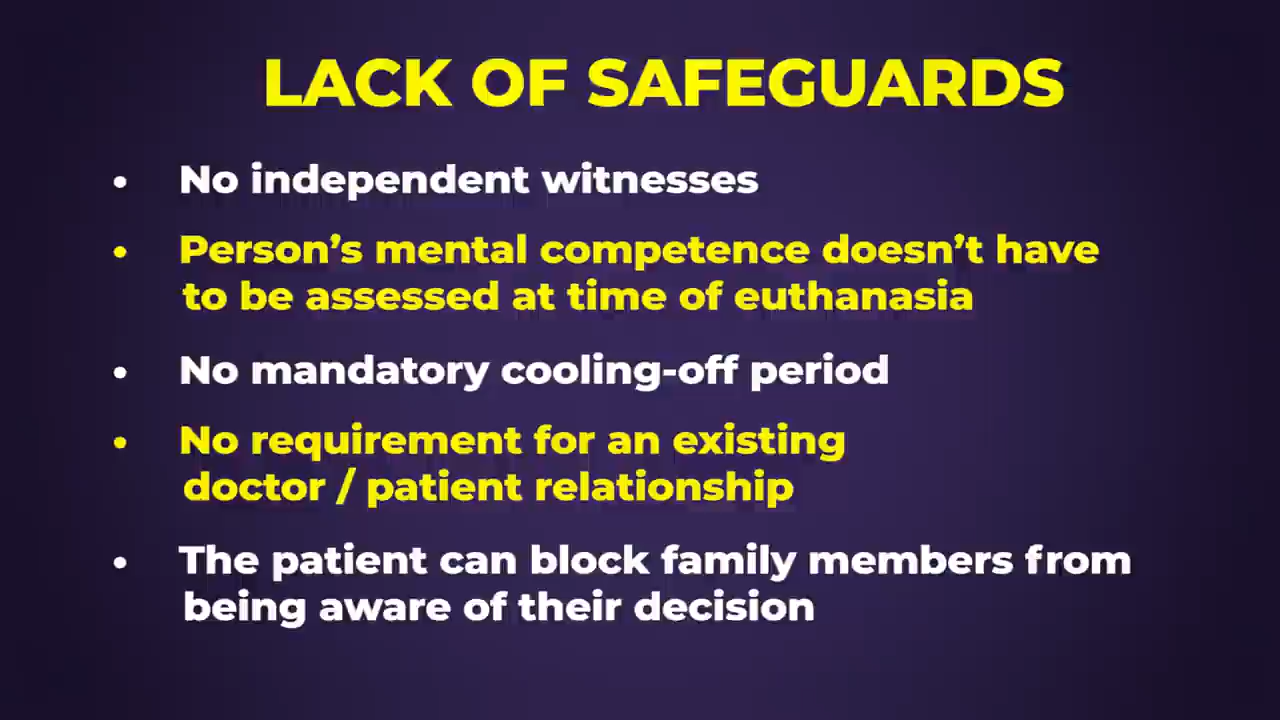 LACK OF SAFEGUARDS
• No independent witnesses
• Person’s mental competence doesn’t have
to be assessed at time of euthanasia
• No mandatory cooling-off period
• No requirement for an existing
doctor / patient relationship
• The patient can block family members from
being aware of their decision